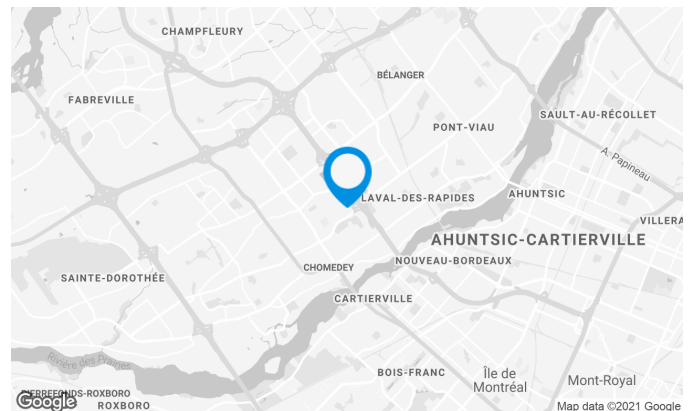 CHAMPFLEURY
BÉLANGER
FABREVILLE
SAULT-AU-RÉCOLLET
PONT-VIAU
A. Papineau
LAVAL-DES-RAPIDES
AHUNTSIC
VILLERA
AHUNTSIC-CARTIERVILLE
NOUVEAU-BORDEAUX
CHOMEDEY
SAINTE-DOROTHÉE
CARTIERVILLE
Rivière des Prairies
BOIS-FRANC
Île de
Montréal
Mont-Royal
PIERREFONDS-ROXBORO
Google
ROXBORO
Map data ©2021 Google